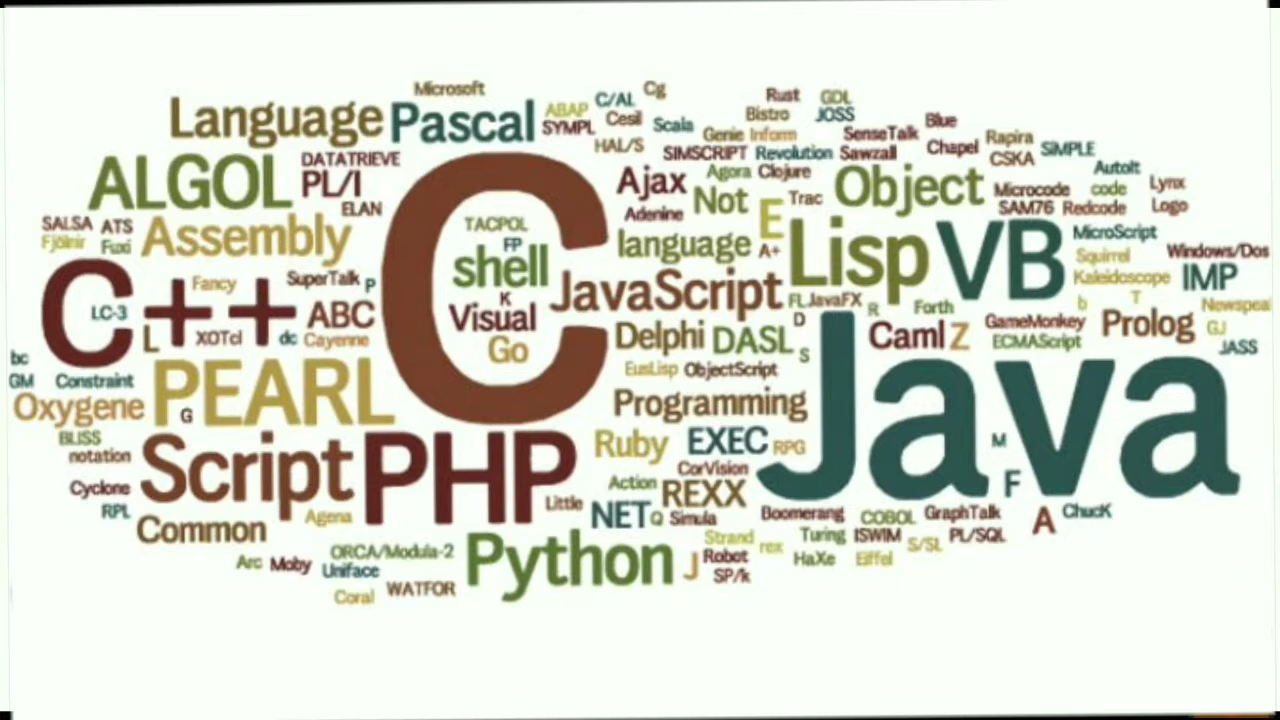 Microsoft
Cg
Language
Pascal
ABAP
C/AL
Rust
GDL
SYMPL
Cesil
Scala
Bistro
JOSS
Blue
HAL/S
Genie
Inform
SenseTalk
Rapira
SiMPLE
SIMSCRIPT
Revolution
Sawzall
Chapel
CSKA
ALGOL
DATATRIEVE
PL/I
C
Ajax
Agora
Clojure
Object
AutoIt
Microcode
code
Lynx
ELAN
Adenine
Not
E
Trac
SAM76
Redcode
Logo
SALSA
ATS
Fjölnir
Fuxi
Assembly
TACPOL
FP
shell
language
A+
Lisp
VB
MicroScript
Squirrel
Windows/Dos
C++
LC-3
Fancy
SuperTalk
P
K
JavaScript
Kaleidoscope
IMP
L
XOTcl
dc
ABC
Cayenne
Visual
Go
FL
JavaFX
R
Forth
b
T
Newspeal
Delphi
DASL
D
S
Caml
Z
GameMonkey
ECMAScript
Prolog
GJ
JASS
bc
GM
Constraint
EusLisp
ObjectScript
Java
Oxygene
PEARL
G
Programming
BLISS
notation
Script
PHP
Ruby
EXEC
RPG
M
F
Cyclone
CorVision
Action
REXX
RPL
Agena
Little
NET
Q
Simula
Boomerang
COBOL
GraphTalk
A
ChucK
Common
Python
Strand
rex
Turing
ISWIM
S/SL
PL/SQL
ORCA/Modula-2
J
Robot
HaXe
Eiffel
Arc
Moby
Uniface
SP/k
Coral
WATFOR